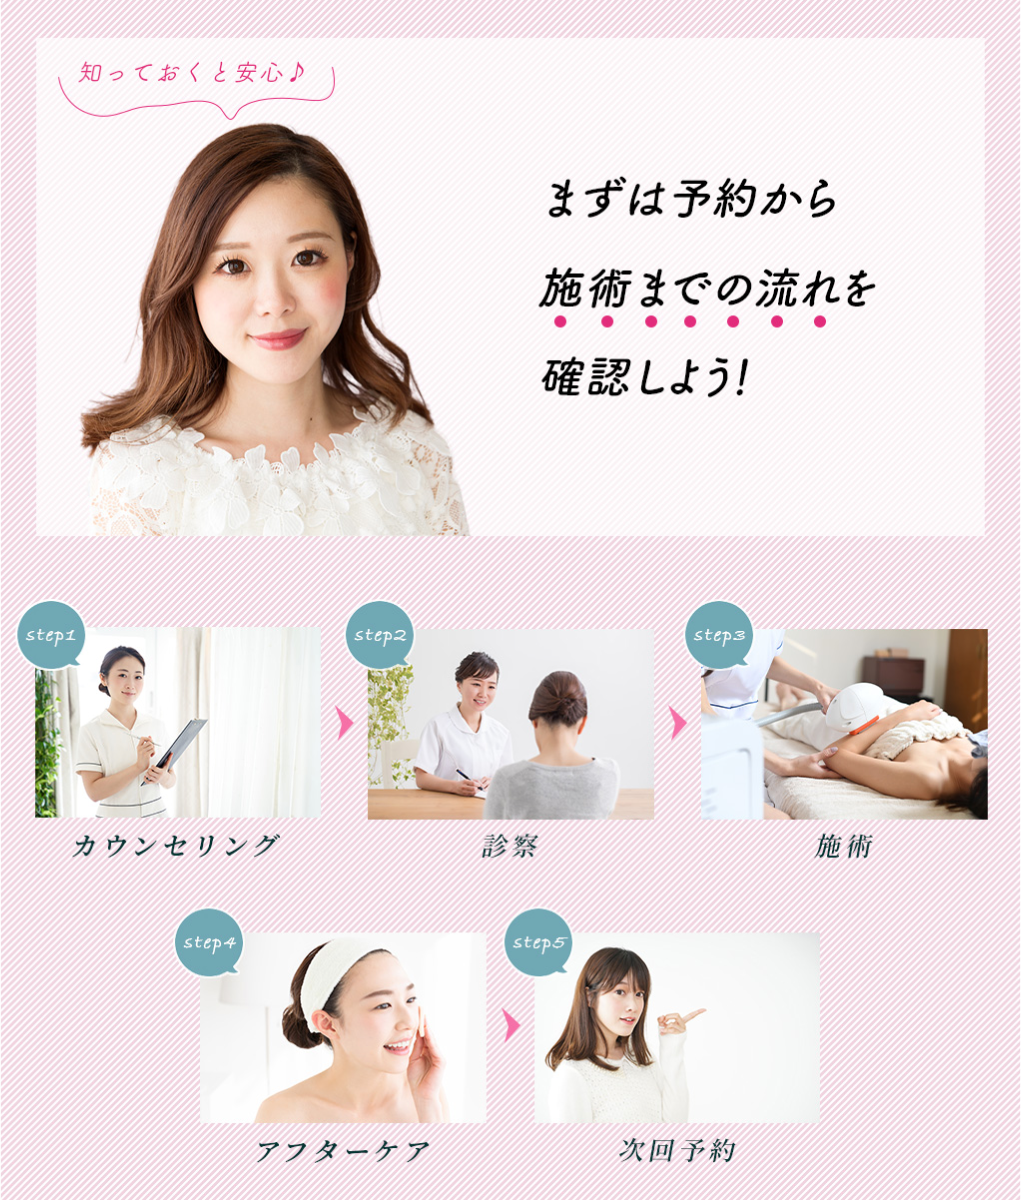 知っておくと安心♪
まずは予約から
施術までの流れを
確認しよう!
step1
step2
step3
カウンセリング
診察
施術
step4
step5
アフターケア
次回予約